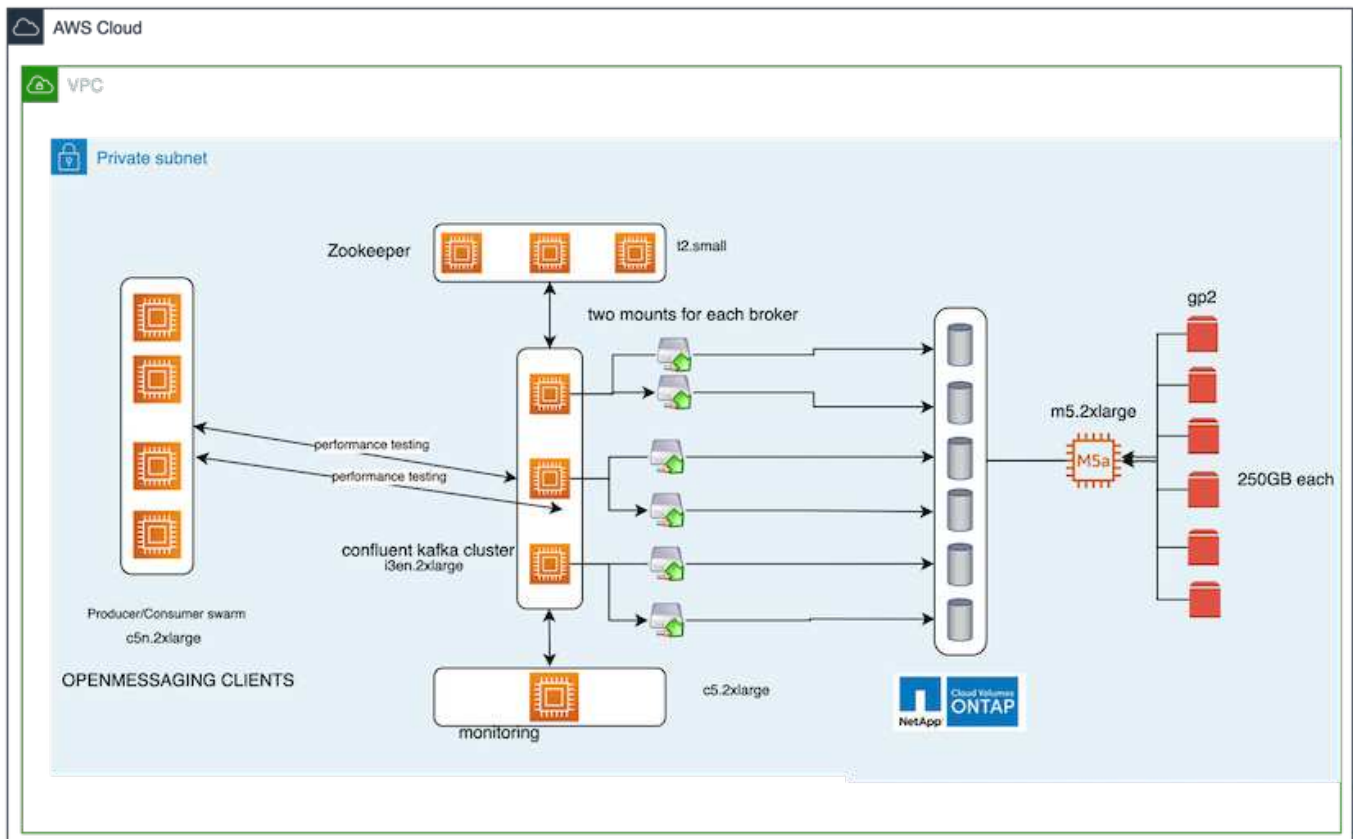 AWS Cloud
VPC
Private subnet
Zookeeper
t2.small
two mounts for each broker
gp2
m5.2xlarge
M5a
250GB each
performance testing
performance testing
confluent kafka cluster
i3en.2xlarge
Producer/Consumer swarm
c5n.2xlarge
OPENMESSAGING CLIENTS
c5.2xlarge
monitoring
NetApp
Cloud Volumes
ONTAP